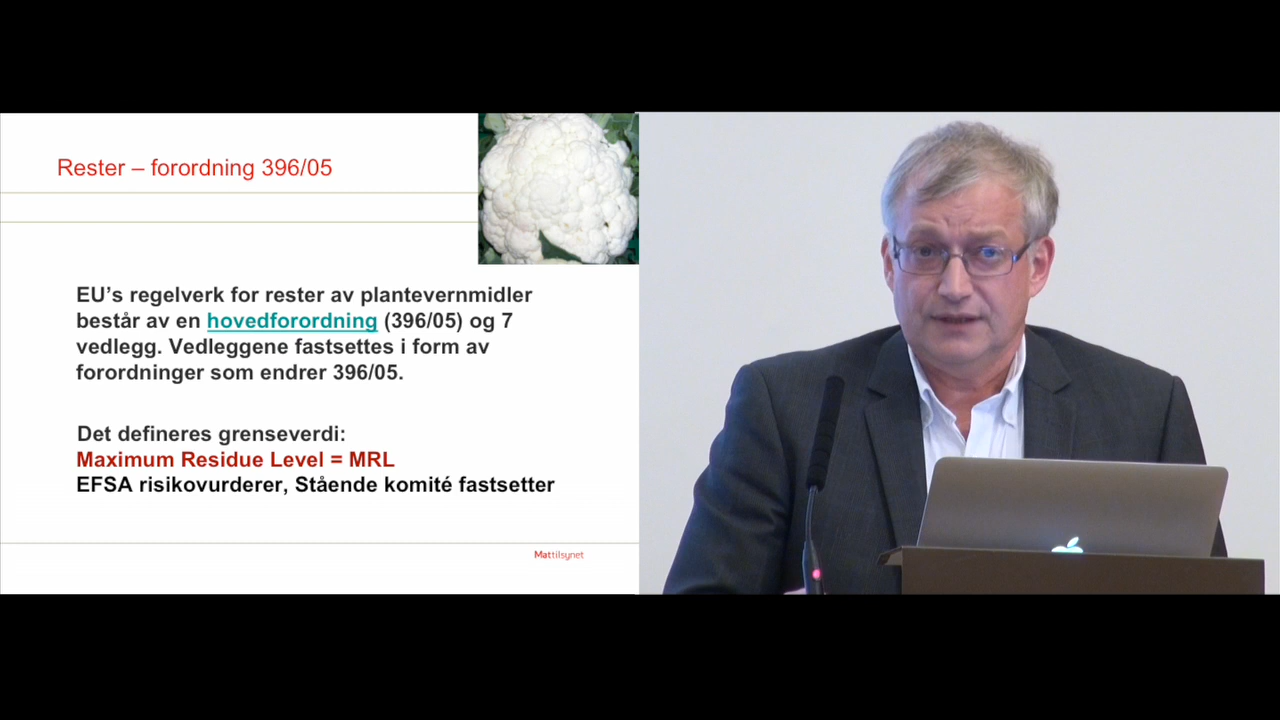 Rester – forordning 396/05
EU’s regelverk for rester av plantevernmidler
består av en hovedforordning (396/05) og 7
vedlegg. Vedleggene fastsettes i form av
forordninger som endrer 396/05.
Det defineres grenseverdi:
Maximum Residue Level = MRL
EFSA risikovurderer, Stående komité fastsetter
Mattilsynet